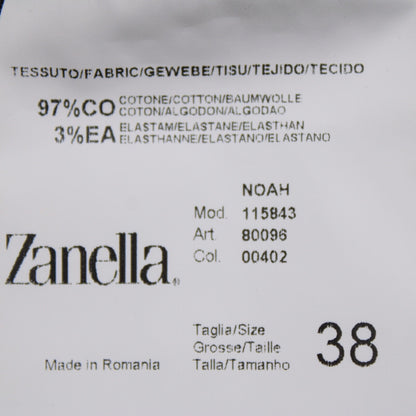 TESSUTO/FABRIC/GEWEBE/TISU/TEJIDO/TECIDO
97%CO COTONE/COTTON/BAUMWOLLE
COTON/ALGODON/ALGODAO
3%EA ELASTAM/ELASTANE/ELASTHAN
ELASTHANNE/ELASTANO/ELASTANO
NOAH
Mod. 115843
Art. 80096
Col. 00402
Zanella®
Taglia/Size
Grosse/Taille
Talla/Tamanho
38
Made in Romania